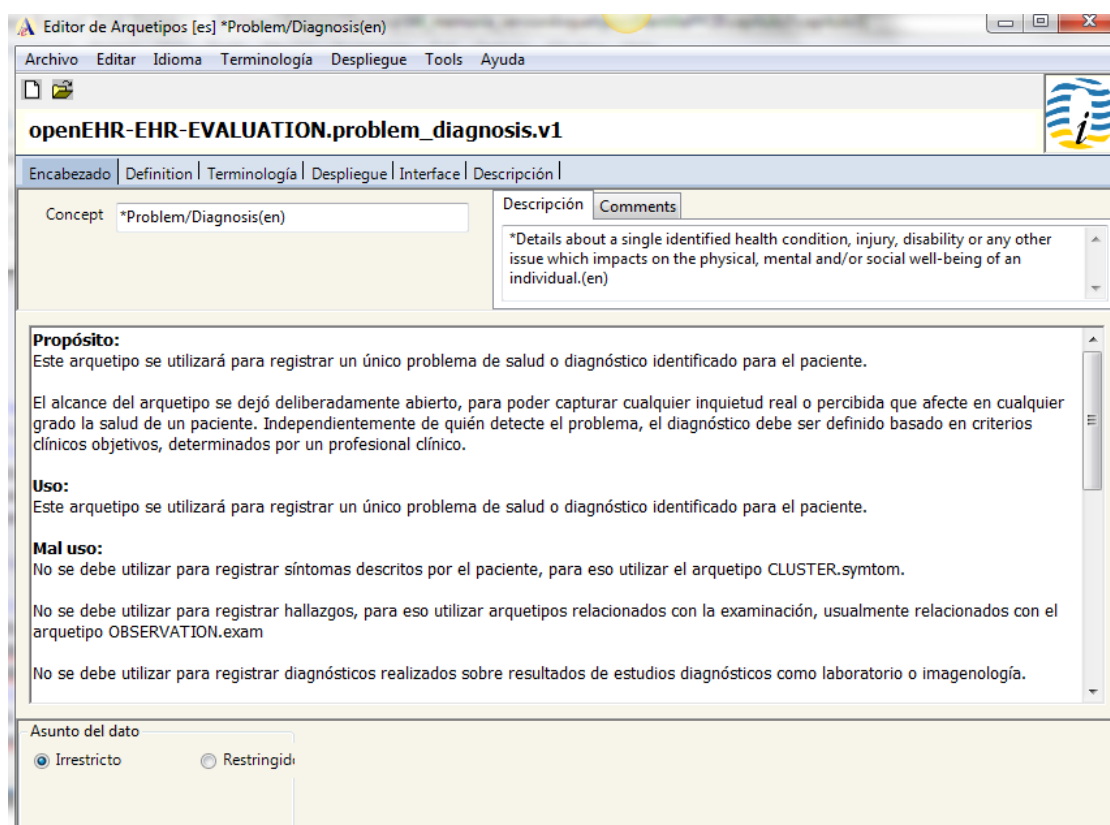 Editor de Arquetipos [es] *Problem/Diagnosis(en)
Archivo Editar Idioma Terminología Despliegue Tools Ayuda
openEHR-EHR-EVALUATION.problem_diagnosis.v1
Encabezado Definition Terminología Despliegue Interface Descripción
Concept *Problem/Diagnosis(en)
Descripción Comments
*Details about a single identified health condition, injury, disability or any other
issue which impacts on the physical, mental and/or social well-being of an
individual.(en)
Propósito:
Este arquetipo se utilizará para registrar un único problema de salud o diagnóstico identificado para el paciente.
El alcance del arquetipo se dejó deliberadamente abierto, para poder capturar cualquier inquietud real o percibida que afecte en cualquier
grado la salud de un paciente. Independientemente de quién detecte el problema, el diagnóstico debe ser definido basado en criterios
clínicos objetivos, determinados por un profesional clínico.
Uso:
Este arquetipo se utilizará para registrar un único problema de salud o diagnóstico identificado para el paciente.
Mal uso:
No se debe utilizar para registrar síntomas descritos por el paciente, para eso utilizar el arquetipo CLUSTER.symtom.
No se debe utilizar para registrar hallazgos, para eso utilizar arquetipos relacionados con la examinación, usualmente relacionados con el
arquetipo OBSERVATION.exam
No se debe utilizar para registrar diagnósticos realizados sobre resultados de estudios diagnósticos como laboratorio o imagenología.
Asunto del dato
Irrestricto Restringid